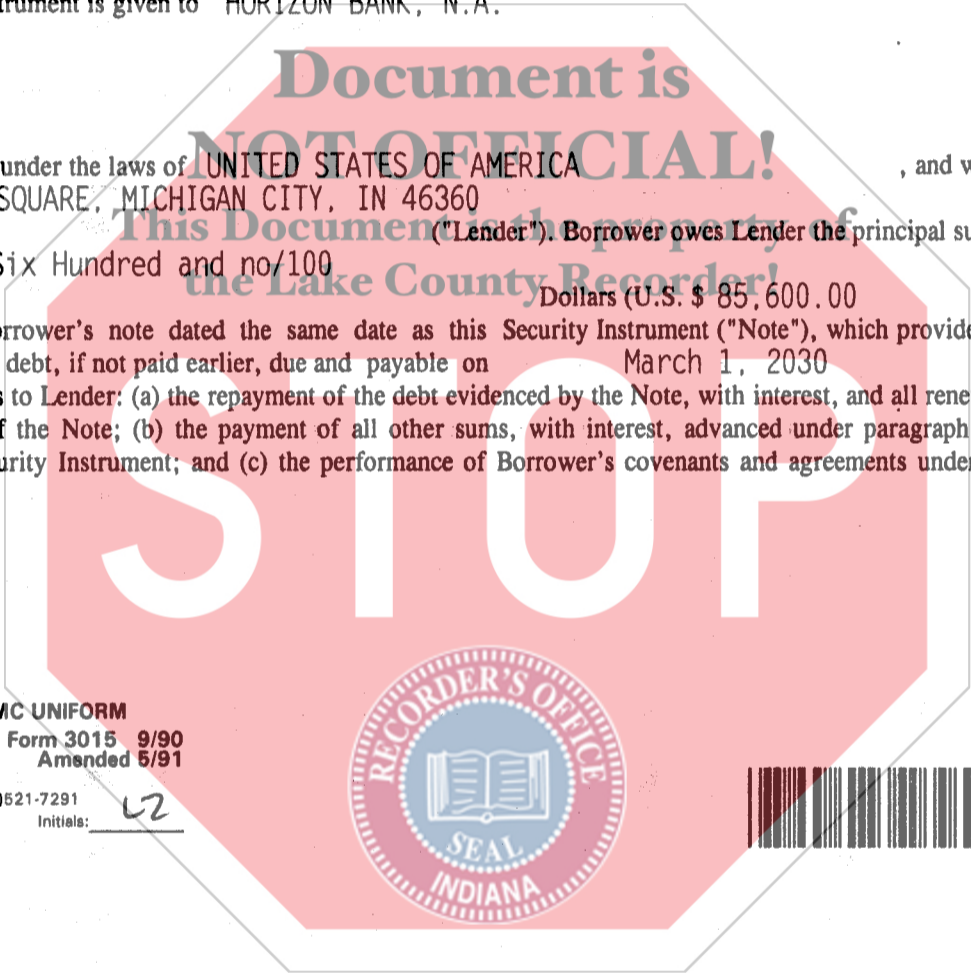 rument is given to HORIZON BANK, N.A.
Document is
NOT OFFICIAL!
under the laws of UNITED STATES OF AMERICA , and w
SQUARE, MICHIGAN CITY, IN 46360
This Document is the property of
("Lender"). Borrower owes Lender the principal su
Six Hundred and no/100
the Lake County Recorder!
Dollars (U.S. $ 85,600.00
orrower's note dated the same date as this Security Instrument ("Note"), which provide
debt, if not paid earlier, due and payable on March 1, 2030
s to Lender: (a) the repayment of the debt evidenced by the Note, with interest, and all rene
f the Note; (b) the payment of all other sums, with interest, advanced under paragraph
urity Instrument; and (c) the performance of Borrower's covenants and agreements under
STOP
RECORDER'S OFFICE
SEAL
INDIANA
MC UNIFORM
Form 3015 9/90
Amended 5/91
)521-7291
Initials: LZ